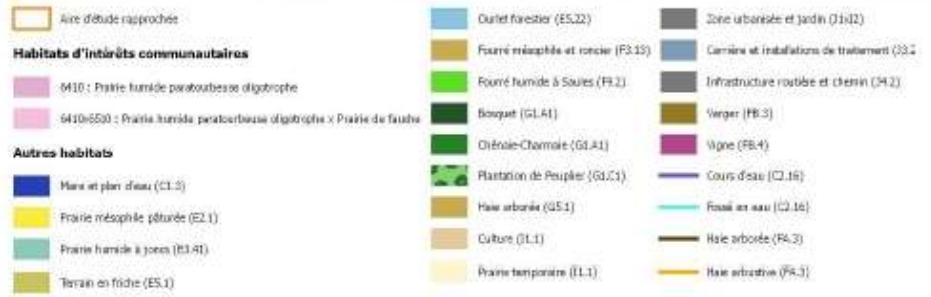 Aire d'étude rapprochée
Habitats d'intérêts communautaires
6410 : Prairie humide paratourbeuse oligotrophe
6410x6510 : Prairie humide paratourbeuse oligotrophe x Prairie de fauche
Autres habitats
Mare et plan d'eau (C1.3)
Prairie mésophile pâturée (E2.1)
Prairie humide à joncs (E3.41)
Terrain en friche (E5.1)
Ourlet forestier (E5.22)
Fourré mésophile et roncier (F3.13)
Fourré humide à Saules (F9.2)
Bosquet (G1.A1)
Chênaie-Charmaie (G1.A1)
Plantation de Peuplier (G1.C1)
Haie arborée (G5.1)
Culture (I1.1)
Prairie temporaire (I1.1)
Zone urbanisée et jardin (J1xI2)
Carrière et installations de traitement (J3.2
Infrastructure routière et chemin (J4.2)
Verger (FB.3)
Vigne (FB.4)
Cours d'eau (C2.16)
Fossé en eau (C2.16)
Haie arborée (FA.3)
Haie arbustive (FA.3)